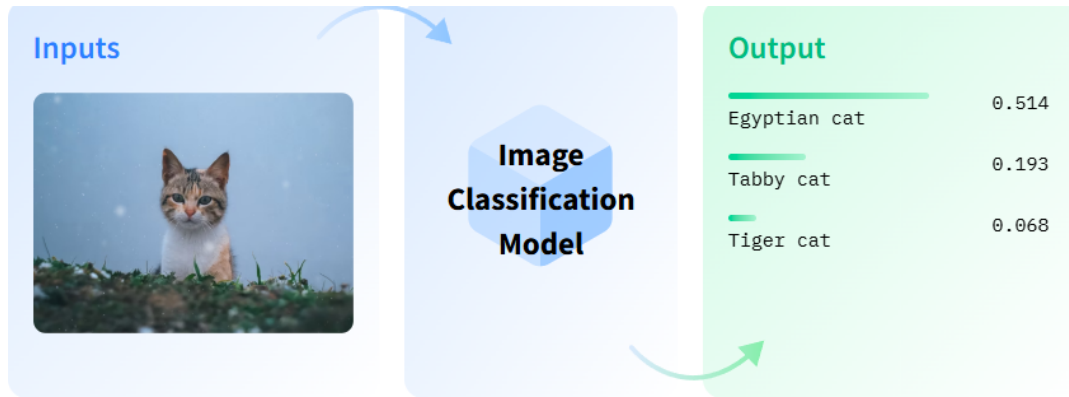 Inputs
Image
Classification
Model
Output
Egyptian cat 0.514
Tabby cat 0.193
Tiger cat 0.068